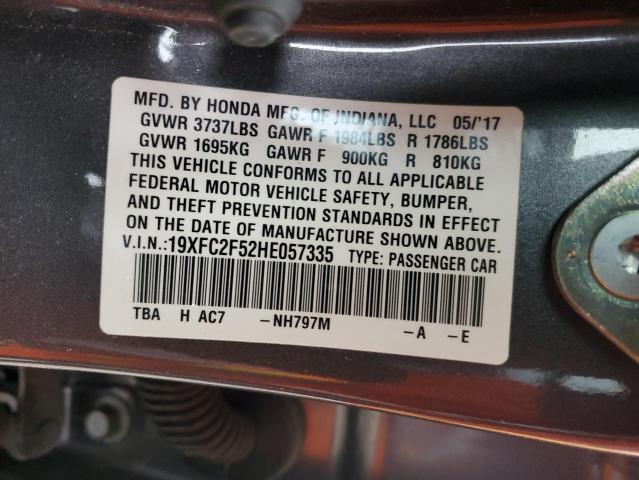 MFD. BY HONDA MFG. OF INDIANA, LLC 05/'17
GVWR 3737LBS GAWR F 1984LBS R 1786LBS
GVWR 1695KG GAWR F 900KG R 810KG
THIS VEHICLE CONFORMS TO ALL APPLICABLE
FEDERAL MOTOR VEHICLE SAFETY, BUMPER,
AND THEFT PREVENTION STANDARDS IN EFFECT
ON THE DATE OF MANUFACTURE SHOWN ABOVE.
V.I.N.:19XFC2F52HE057335 TYPE: PASSENGER CAR
TBA H AC7 -NH797M -A -E